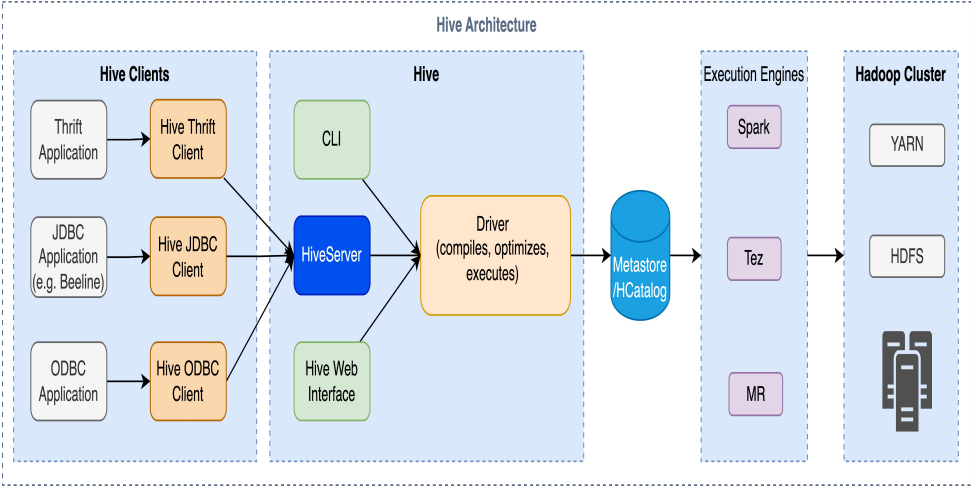 Hive Architecture
Hive Clients
Thrift
Application
Hive Thrift
Client
JDBC
Application
(e.g. Beeline)
Hive JDBC
Client
ODBC
Application
Hive ODBC
Client
Hive
CLI
HiveServer
Hive Web
Interface
Driver
(compiles, optimizes,
executes)
Metastore
/HCatalog
Execution Engines
Spark
Tez
MR
Hadoop Cluster
YARN
HDFS